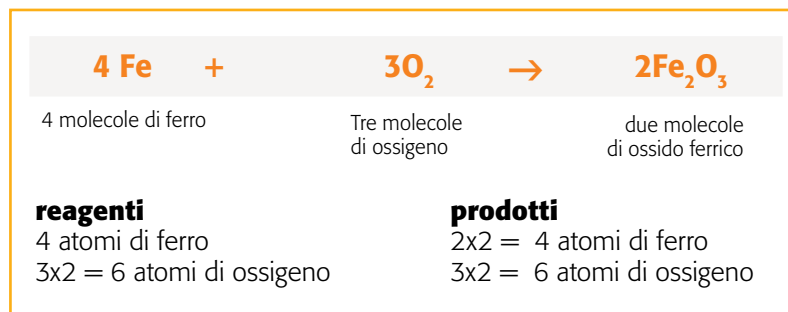 4 Fe + 3O₂ → 2Fe₂O₃
4 molecole di ferro
Tre molecole
di ossigeno
due molecole
di ossido ferrico
reagenti
4 atomi di ferro
3x2 = 6 atomi di ossigeno
prodotti
2x2 = 4 atomi di ferro
3x2 = 6 atomi di ossigeno